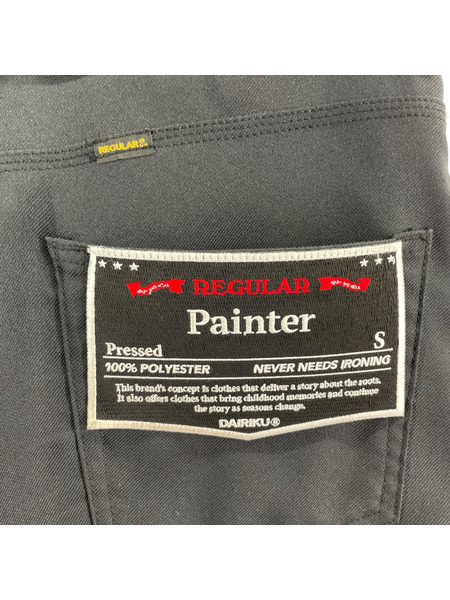 REGULAR®
REGULAR
Painter
Pressed S
100% POLYESTER NEVER NEEDS IRONING
This brand's concept is clothes that deliver a story about the roots.
It also offers clothes that bring childhood memories and continue
the story as seasons change.
DAIRIKU®